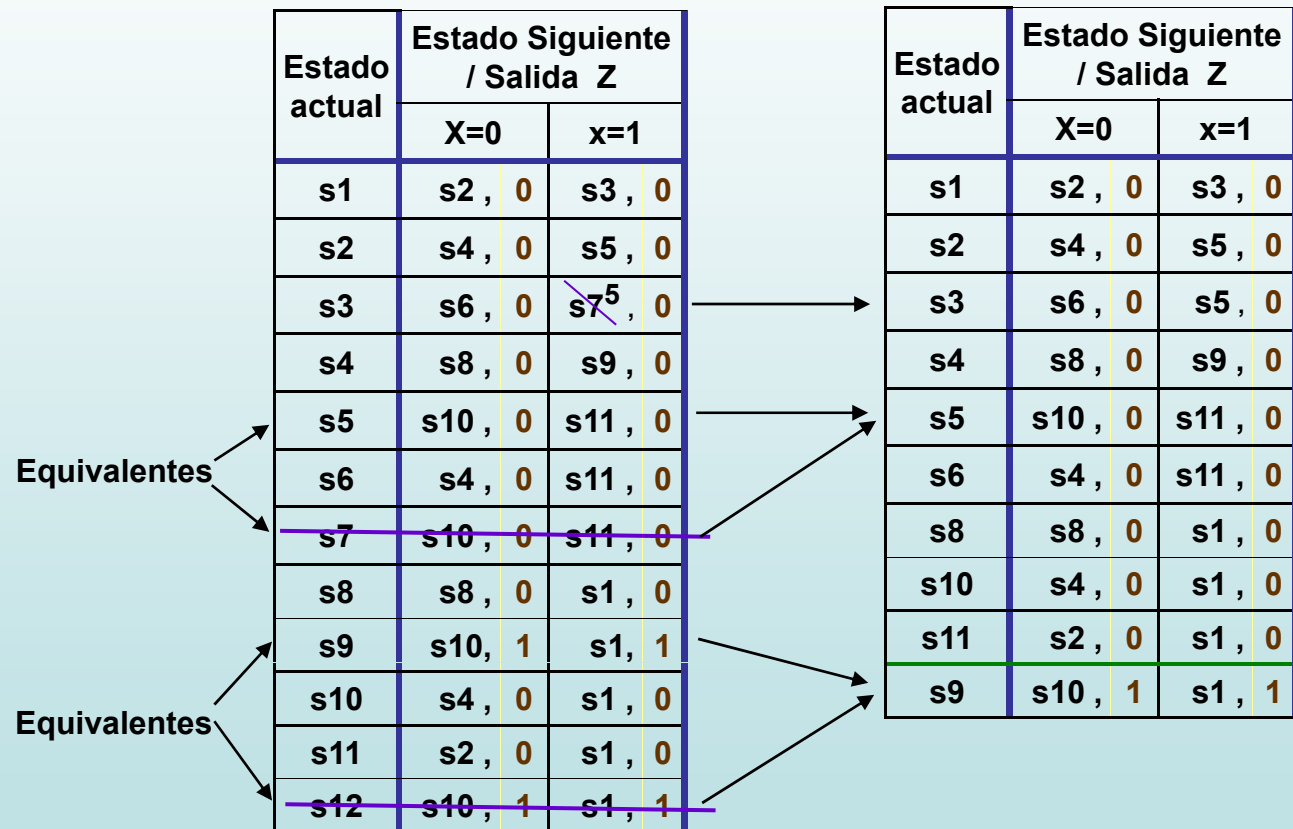 Estado actual | Estado Siguiente / Salida Z
X=0 | x=1
s1 | s2 , 0 | s3 , 0
s2 | s4 , 0 | s5 , 0
s3 | s6 , 0 | s7 5 , 0
s4 | s8 , 0 | s9 , 0
s5 | s10 , 0 | s11 , 0
s6 | s4 , 0 | s11 , 0
s7 | s10 , 0 | s11 , 0
s8 | s8 , 0 | s1 , 0
s9 | s10, 1 | s1, 1
s10 | s4 , 0 | s1 , 0
s11 | s2 , 0 | s1 , 0
s12 | s10 , 1 | s1 , 1
Equivalentes
Equivalentes
Estado actual | Estado Siguiente / Salida Z
X=0 | x=1
s1 | s2 , 0 | s3 , 0
s2 | s4 , 0 | s5 , 0
s3 | s6 , 0 | s5 , 0
s4 | s8 , 0 | s9 , 0
s5 | s10 , 0 | s11 , 0
s6 | s4 , 0 | s11 , 0
s8 | s8 , 0 | s1 , 0
s10 | s4 , 0 | s1 , 0
s11 | s2 , 0 | s1 , 0
s9 | s10 , 1 | s1 , 1